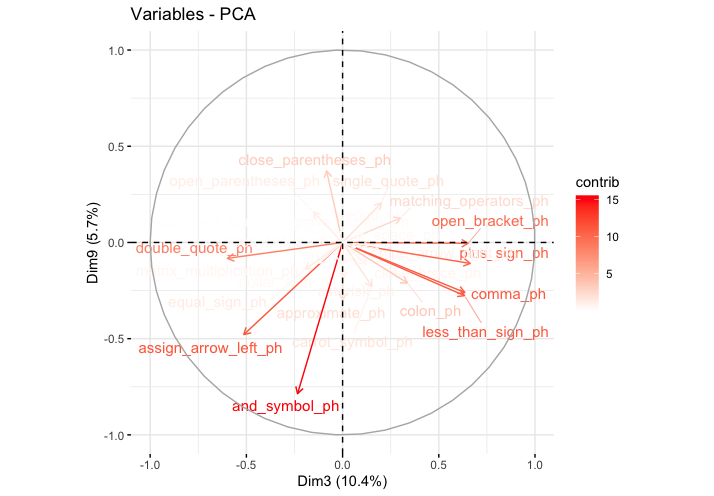 Variables - PCA
1.0
0.5
0.0
-0.5
-1.0
Dim9 (5.7%)
close_parentheses_ph
open_parentheses_ph
single_quote_ph
matching_operators_ph
open_bracket_ph
double_quote_ph
plus_sign_ph
equal_sign_ph
comma_ph
approximate_ph
colon_ph
less_than_sign_ph
assign_arrow_left_ph
carot_symbol_ph
and_symbol_ph
-1.0 -0.5 0.0 0.5 1.0
Dim3 (10.4%)
contrib
15
10
5